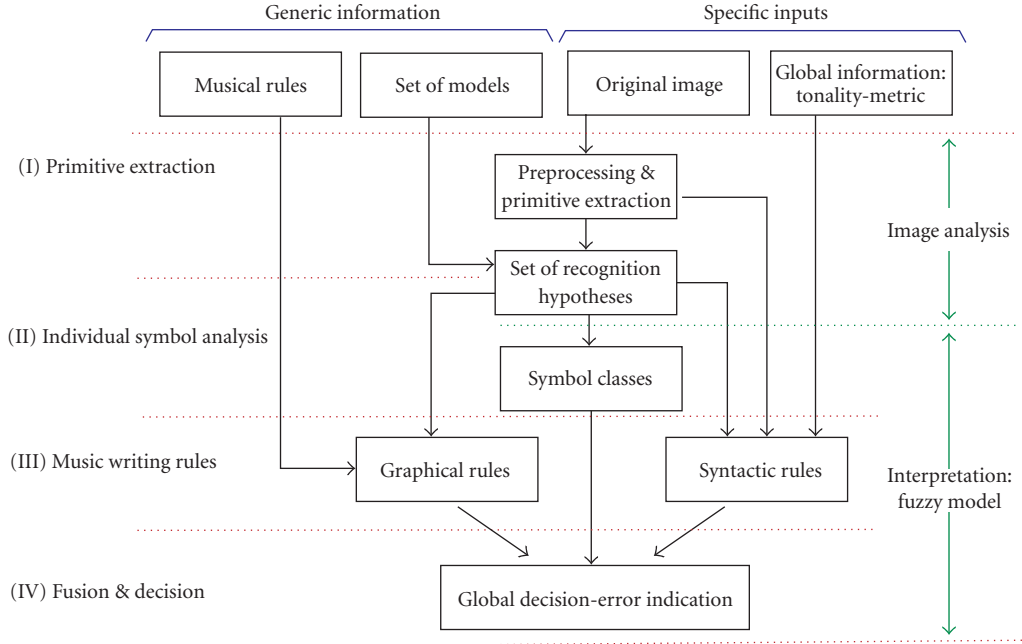 Generic information
Specific inputs
Musical rules
Set of models
Original image
Global information:
tonality-metric
(I) Primitive extraction
Preprocessing &
primitive extraction
Image analysis
Set of recognition
hypotheses
(II) Individual symbol analysis
Symbol classes
(III) Music writing rules
Graphical rules
Syntactic rules
Interpretation:
fuzzy model
(IV) Fusion & decision
Global decision-error indication